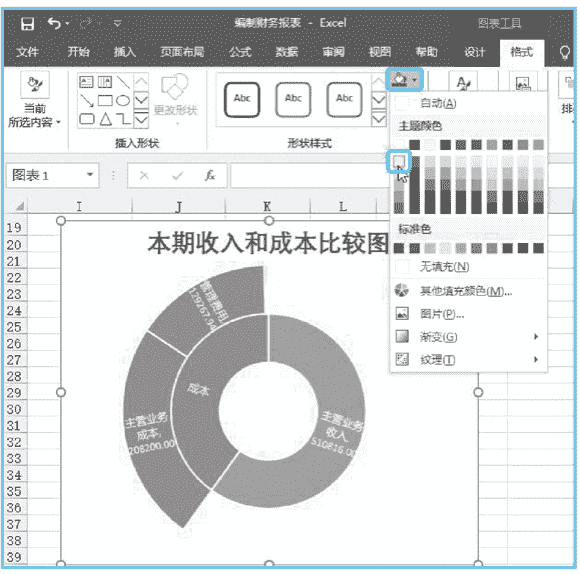 编制财务报表 - Excel
图表工具
文件 开始 插入 页面布局 公式 数据 审阅 视图 帮助 设计 格式
当前
所选内容
更改形状
插入形状
Abc Abc Abc
形状样式
自动(A)
主题颜色
标准色
无填充(N)
其他填充颜色(M)...
图片(P)...
渐变(G)
纹理(T)
排
图表 1
fx
I J K L
19
20
21
22
23
24
25
26
27
28
29
30
31
32
33
34
35
36
37
38
39
本期收入和成本比较图
管理费用
成本
主营业务
成本,
208200.00
主营业务
收入
510816.00